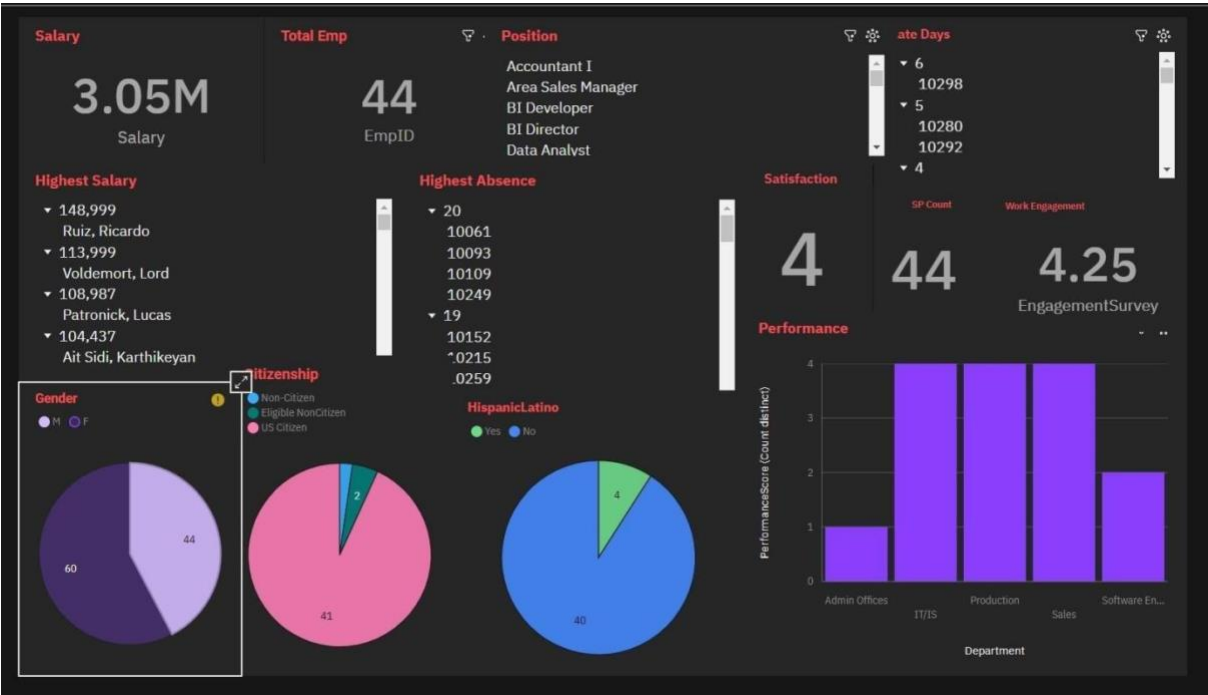 Salary
3.05M
Salary
Total Emp
44
EmpID
Position
Accountant I
Area Sales Manager
BI Developer
BI Director
Data Analyst
ate Days
6
10298
5
10280
10292
4
Highest Salary
148,999
Ruiz, Ricardo
113,999
Voldemort, Lord
108,987
Patronick, Lucas
104,437
Ait Sidi, Karthikeyan
Highest Absence
20
10061
10093
10109
10249
19
10152
0215
0259
Satisfaction
4
SP Count
44
Work Engagement
4.25
EngagementSurvey
Gender
M F
44
60
itizenship
Non-Citizen
Eligible NonCitizen
US Citizen
2
41
HispanicLatino
Yes No
4
40
Performance
PerformanceScore (Count distinct)
4
3
2
1
0
Admin Offices
IT/IS
Production
Sales
Software En...
Department